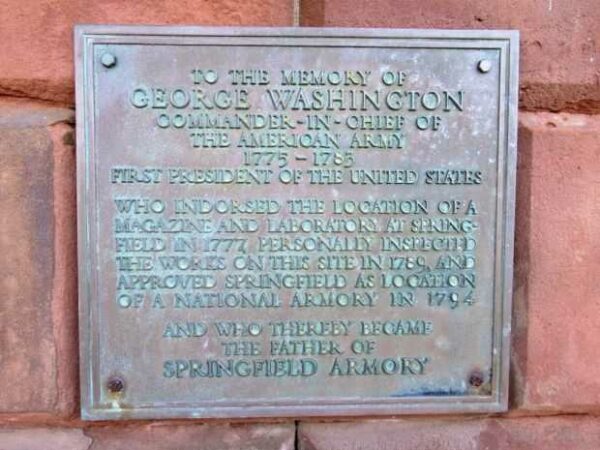 TO THE MEMORY OF
GEORGE WASHINGTON
COMMANDER-IN-CHIEF OF
THE AMERICAN ARMY
1775-1783
FIRST PRESIDENT OF THE UNITED STATES
WHO INDORSED THE LOCATION OF A
MAGAZINE AND LABORATORY AT SPRING-
FIELD IN 1777, PERSONALLY INSPECTED
THE WORKS ON THIS SITE IN 1789, AND
APPROVED SPRINGFIELD AS LOCATION
OF A NATIONAL ARMORY IN 1794
AND WHO THEREBY BECAME
THE FATHER OF
SPRINGFIELD ARMORY